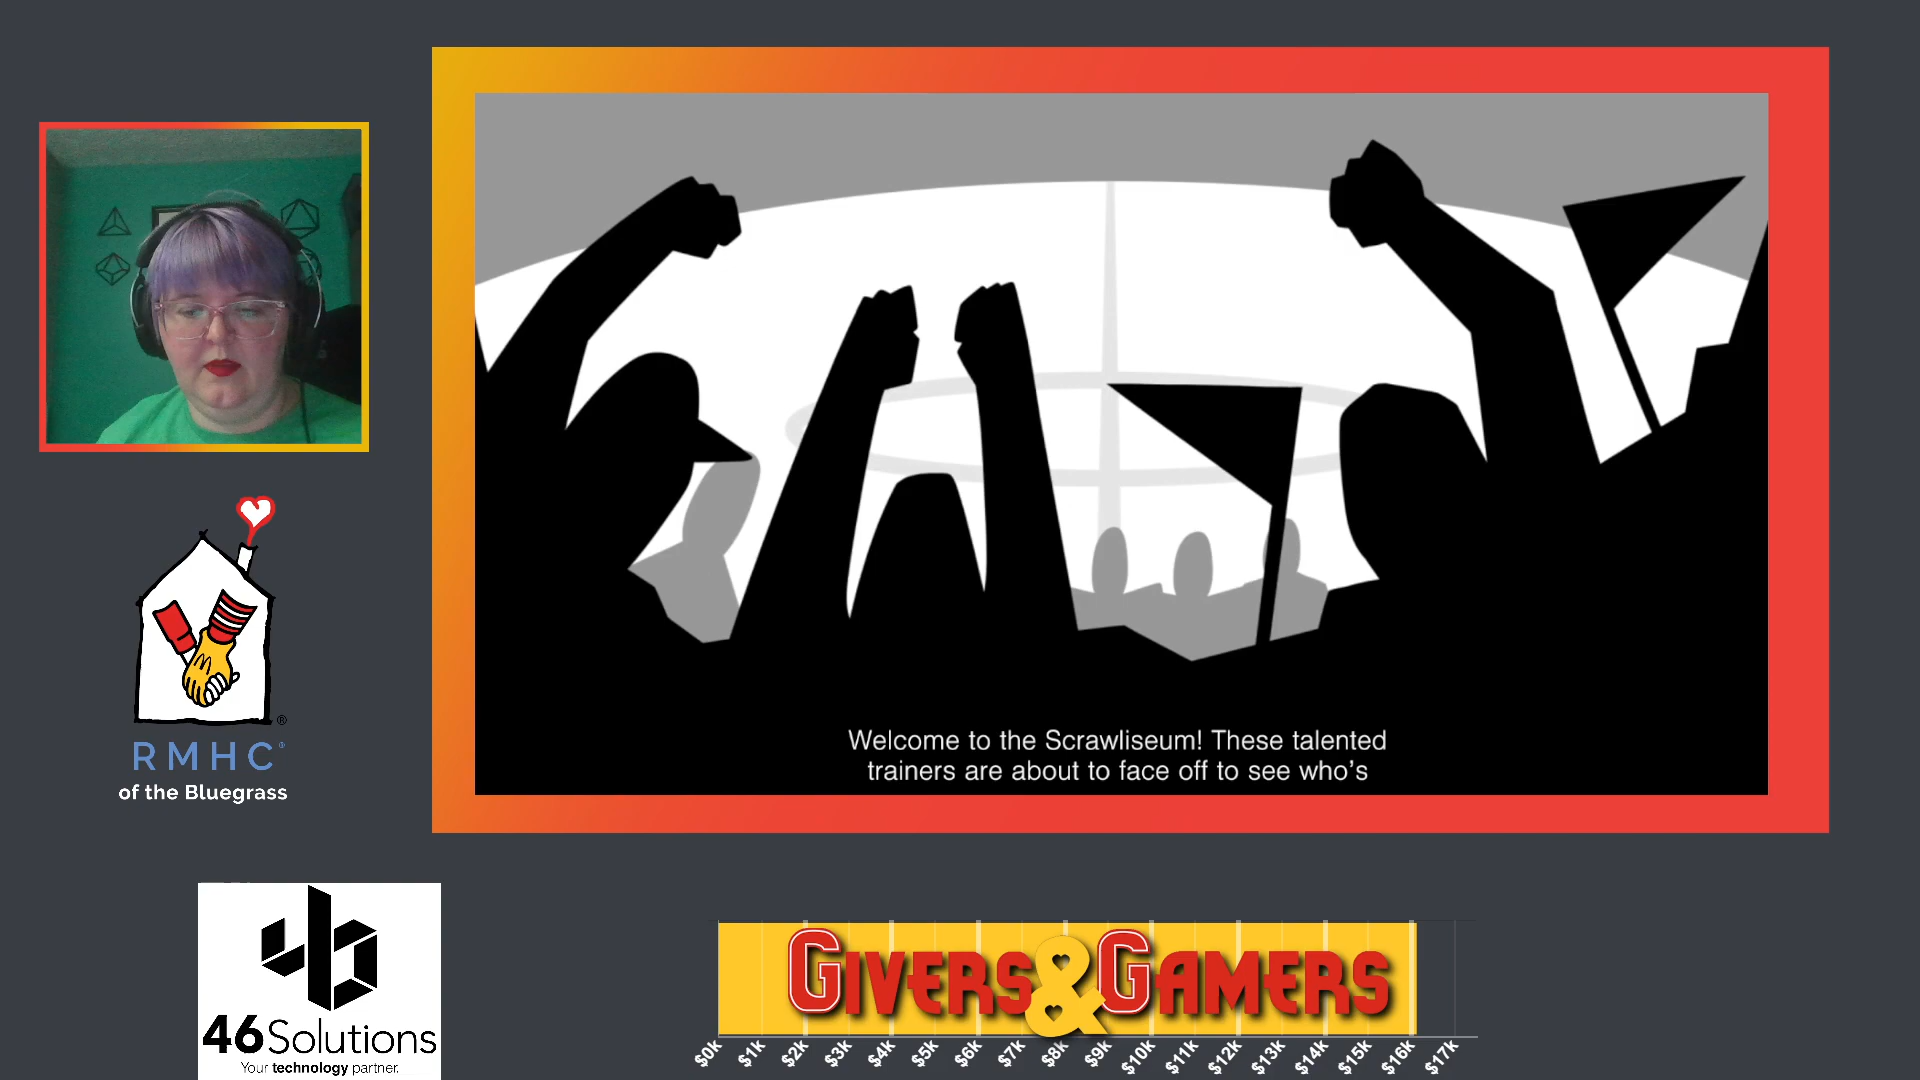 Welcome to the Scrawliseum! These talented
trainers are about to face off to see who's
RMHC®
of the Bluegrass
®
46Solutions
Your technology partner.
GIVERS&GAMERS
$0k $1k $2k $3k $4k $5k $6k $7k $8k $9k $10k $11k $12k $13k $14k $15k $16k $17k